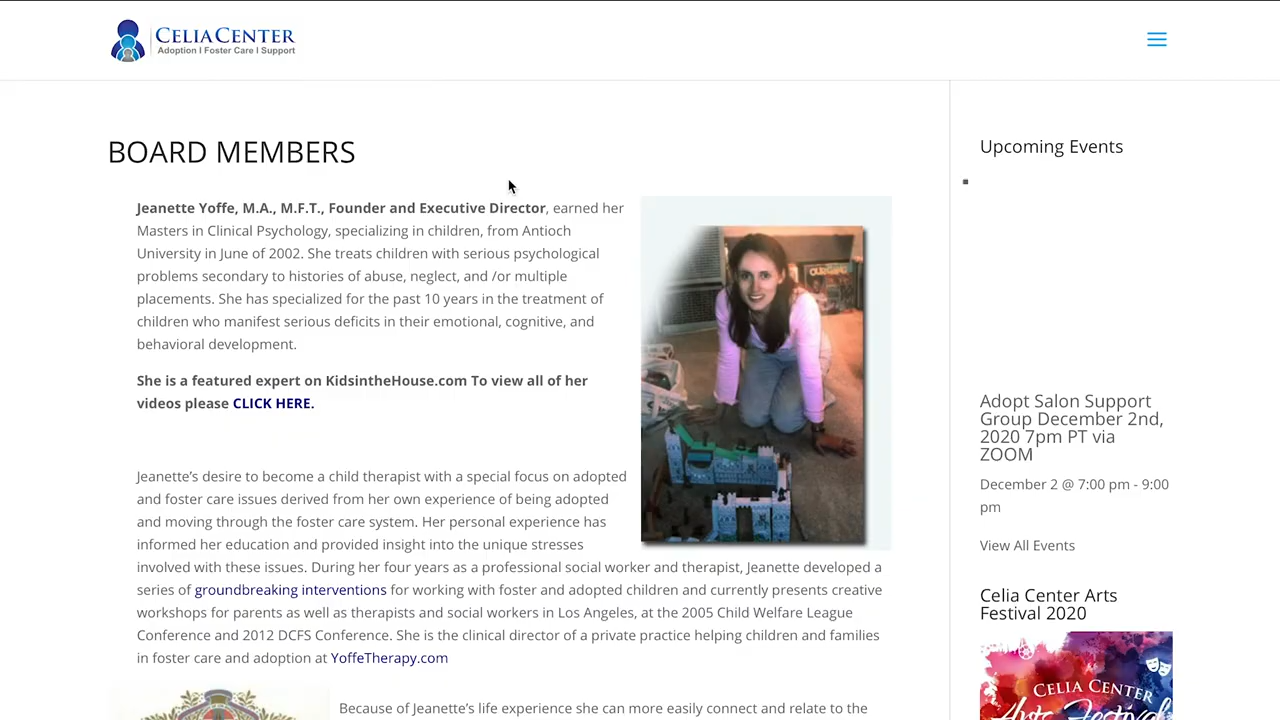 CELIACENTER
Adoption | Foster Care | Support
BOARD MEMBERS
Jeanette Yoffe, M.A., M.F.T., Founder and Executive Director, earned her
Masters in Clinical Psychology, specializing in children, from Antioch
University in June of 2002. She treats children with serious psychological
problems secondary to histories of abuse, neglect, and /or multiple
placements. She has specialized for the past 10 years in the treatment of
children who manifest serious deficits in their emotional, cognitive, and
behavioral development.
She is a featured expert on KidsintheHouse.com To view all of her
videos please CLICK HERE.
Jeanette’s desire to become a child therapist with a special focus on adopted
and foster care issues derived from her own experience of being adopted
and moving through the foster care system. Her personal experience has
informed her education and provided insight into the unique stresses
involved with these issues. During her four years as a professional social worker and therapist, Jeanette developed a
series of groundbreaking interventions for working with foster and adopted children and currently presents creative
workshops for parents as well as therapists and social workers in Los Angeles, at the 2005 Child Welfare League
Conference and 2012 DCFS Conference. She is the clinical director of a private practice helping children and families
in foster care and adoption at YoffeTherapy.com
Because of Jeanette’s life experience she can more easily connect and relate to the
Upcoming Events
Adopt Salon Support
Group December 2nd,
2020 7pm PT via
ZOOM
December 2 @ 7:00 pm - 9:00
pm
View All Events
Celia Center Arts
Festival 2020
CELIA CENTER
Arts Festival